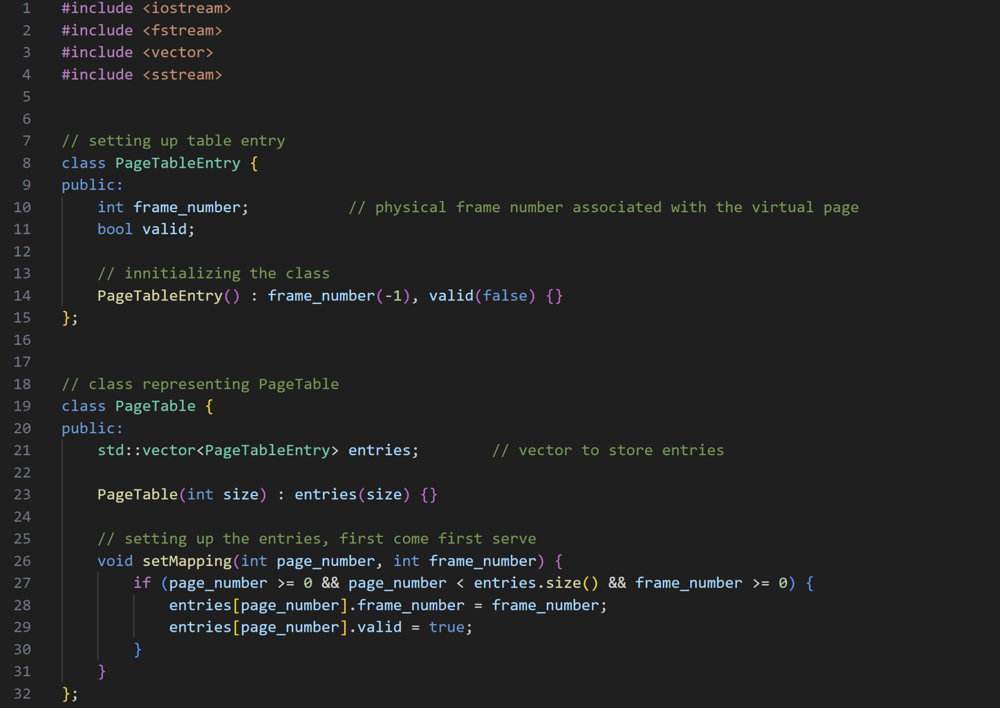 1 #include <iostream>
2 #include <fstream>
3 #include <vector>
4 #include <sstream>
5
6
7 // setting up table entry
8 class PageTableEntry {
9 public:
10     int frame_number;           // physical frame number associated with the virtual page
11     bool valid;
12
13     // innitializing the class
14     PageTableEntry() : frame_number(-1), valid(false) {}
15 };
16
17
18 // class representing PageTable
19 class PageTable {
20 public:
21     std::vector<PageTableEntry> entries;        // vector to store entries
22
23     PageTable(int size) : entries(size) {}
24
25     // setting up the entries, first come first serve
26     void setMapping(int page_number, int frame_number) {
27         if (page_number >= 0 && page_number < entries.size() && frame_number >= 0) {
28             entries[page_number].frame_number = frame_number;
29             entries[page_number].valid = true;
30         }
31     }
32 };